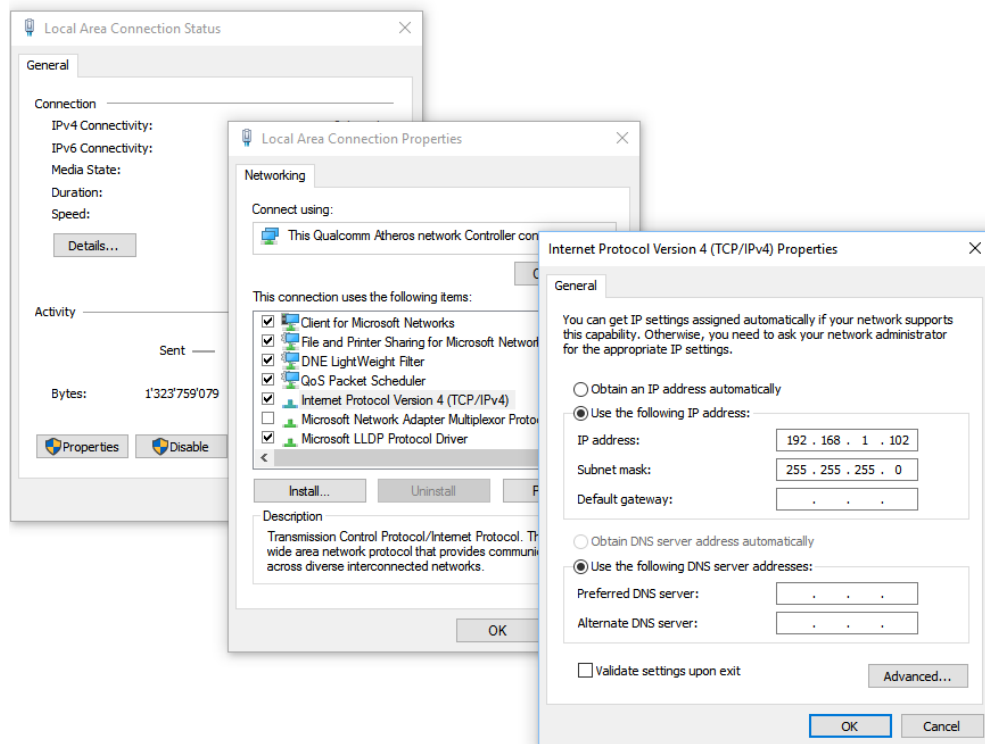 Local Area Connection Status
General
Connection
IPv4 Connectivity:
IPv6 Connectivity:
Media State:
Duration:
Speed:
Details...
Activity
Sent
Bytes: 1'323'759'079
Properties Disable
Local Area Connection Properties
Networking
Connect using:
This Qualcomm Atheros network Controller con
This connection uses the following items:
Client for Microsoft Networks
File and Printer Sharing for Microsoft Network
DNE LightWeight Filter
QoS Packet Scheduler
Internet Protocol Version 4 (TCP/IPv4)
Microsoft Network Adapter Multiplexor Proto
Microsoft LLDP Protocol Driver
Install... Uninstall
Description
Transmission Control Protocol/Internet Protocol. Th
wide area network protocol that provides communi
across diverse interconnected networks.
OK
Internet Protocol Version 4 (TCP/IPv4) Properties
General
You can get IP settings assigned automatically if your network supports
this capability. Otherwise, you need to ask your network administrator
for the appropriate IP settings.
Obtain an IP address automatically
Use the following IP address:
IP address: 192 . 168 . 1 . 102
Subnet mask: 255 . 255 . 255 . 0
Default gateway: . . .
Obtain DNS server address automatically
Use the following DNS server addresses:
Preferred DNS server: . . .
Alternate DNS server: . . .
Validate settings upon exit
Advanced...
OK Cancel